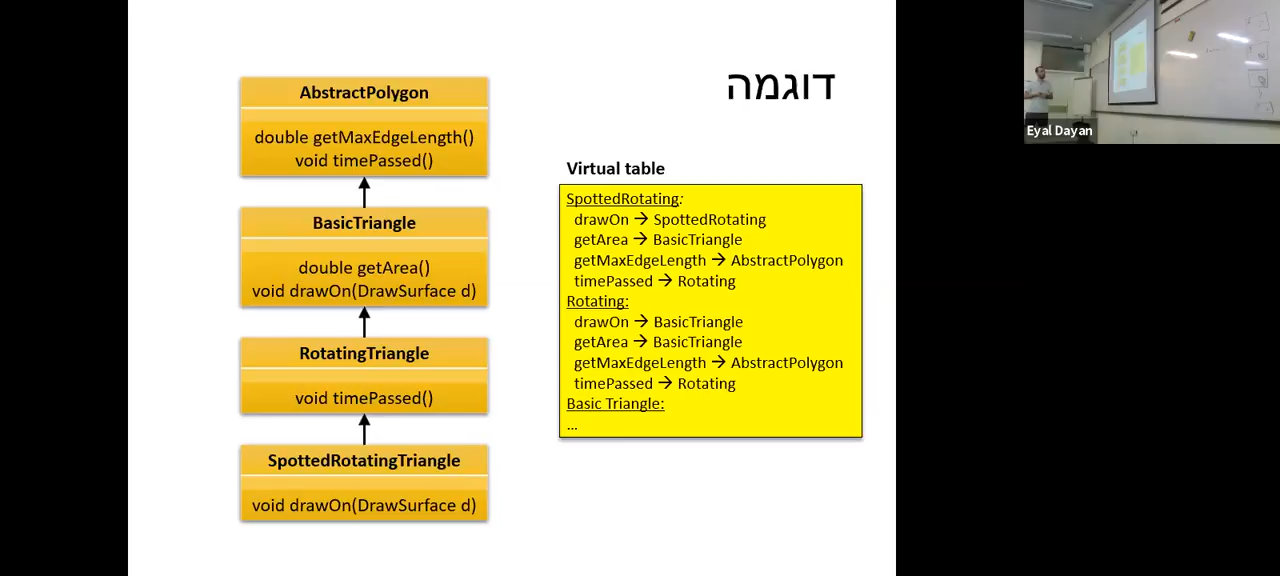 דוגמה
AbstractPolygon
double getMaxEdgeLength()
void timePassed()
BasicTriangle
double getArea()
void drawOn(DrawSurface d)
RotatingTriangle
void timePassed()
SpottedRotatingTriangle
void drawOn(DrawSurface d)
Virtual table
SpottedRotating:
drawOn → SpottedRotating
getArea → BasicTriangle
getMaxEdgeLength → AbstractPolygon
timePassed → Rotating
Rotating:
drawOn → BasicTriangle
getArea → BasicTriangle
getMaxEdgeLength → AbstractPolygon
timePassed → Rotating
Basic Triangle:
...
Eyal Dayan